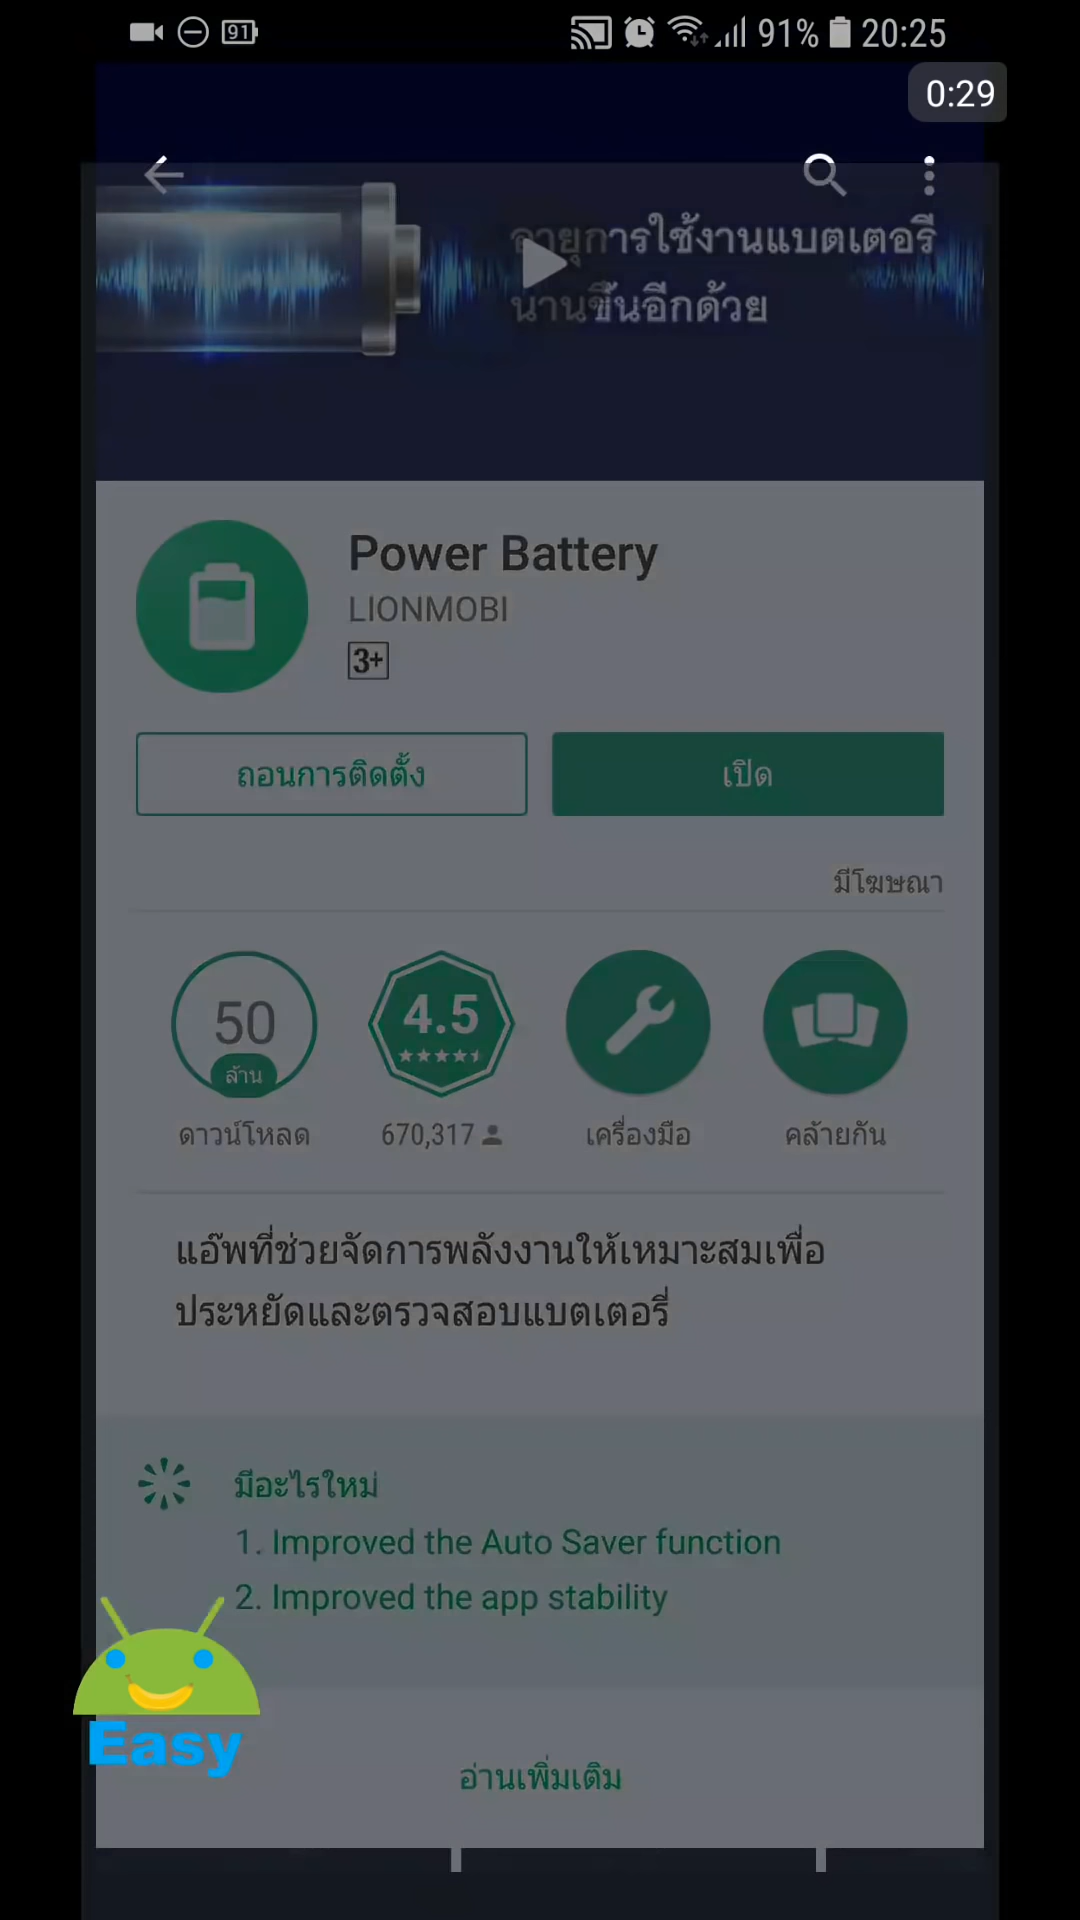 91 91% 20:25
0:29
อายุการใช้งานแบตเตอรี
นานขึ้นอีกด้วย
Power Battery
LIONMOBI
3+
ถอนการติดตั้ง เปิด
มีโฆษณา
50 ล้าน 4.5
ดาวน์โหลด 670,317 เครื่องมือ คล้ายกัน
แอ๊พที่ช่วยจัดการพลังงานให้เหมาะสมเพื่อ
ประหยัดและตรวจสอบแบตเตอรี่
มีอะไรใหม่
1. Improved the Auto Saver function
2. Improved the app stability
Easy
อ่านเพิ่มเติม